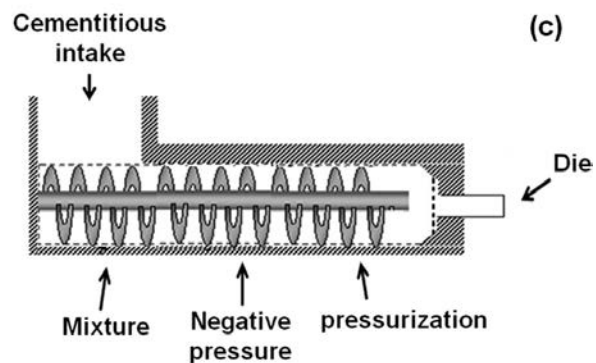 Cementitious
intake
(c)
Die
Mixture
Negative
pressure
pressurization